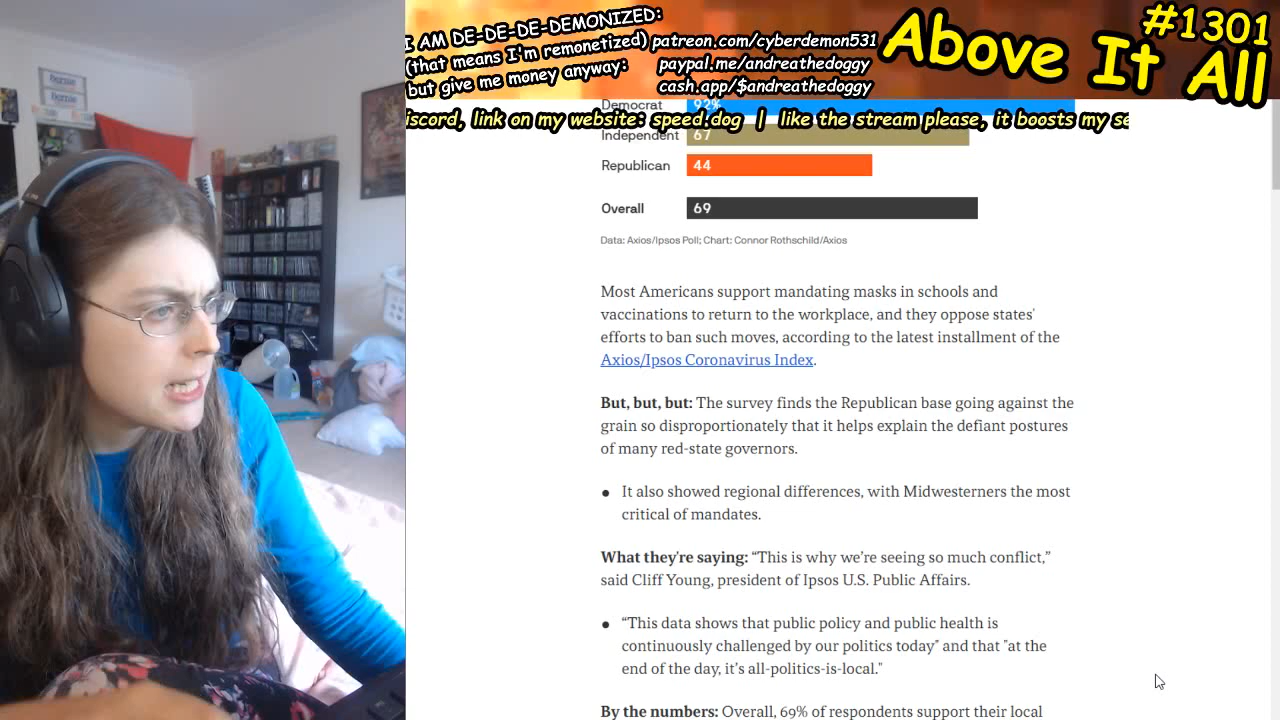 I AM DE-DE-DE-DEMONIZED:
(that means I'm remonetized)
but give me money anyway:
patreon.com/cyberdemon531
paypal.me/andreathedoggy
cash.app/$andreathedoggy
Above It All
#1301
Democrat 92%
iscord, link on my website: speed.dog | like the stream please, it boosts my se
Independent 67
Republican 44
Overall 69
Data: Axios/Ipsos Poll; Chart: Connor Rothschild/Axios
Most Americans support mandating masks in schools and
vaccinations to return to the workplace, and they oppose states'
efforts to ban such moves, according to the latest installment of the
Axios/Ipsos Coronavirus Index.
But, but, but: The survey finds the Republican base going against the
grain so disproportionately that it helps explain the defiant postures
of many red-state governors.
● It also showed regional differences, with Midwesterners the most
critical of mandates.
What they're saying: “This is why we’re seeing so much conflict,”
said Cliff Young, president of Ipsos U.S. Public Affairs.
● “This data shows that public policy and public health is
continuously challenged by our politics today" and that "at the
end of the day, it’s all-politics-is-local."
By the numbers: Overall, 69% of respondents support their local
Bernie
Bernie